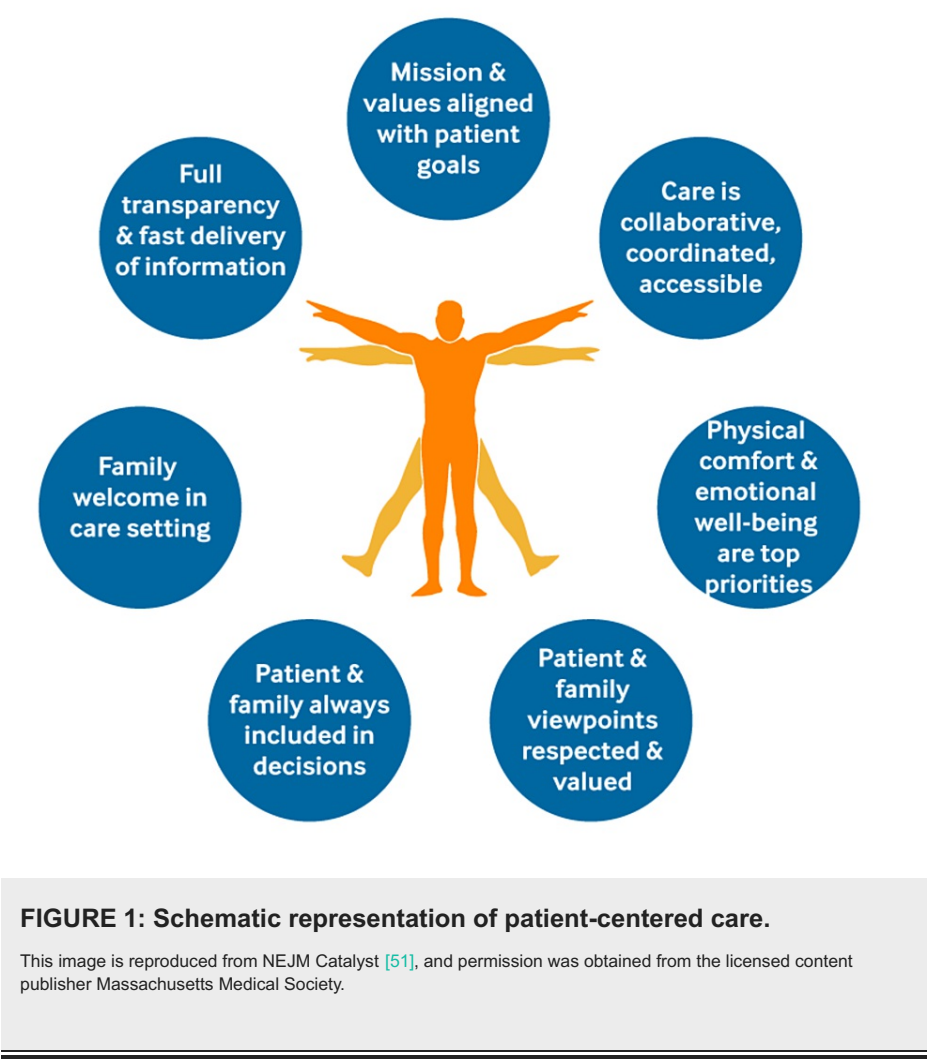 Mission &
values aligned
with patient
goals
Care is
collaborative,
coordinated,
accessible
Physical
comfort &
emotional
well-being
are top
priorities
Patient &
family
viewpoints
respected &
valued
Patient &
family always
included in
decisions
Family
welcome in
care setting
Full
transparency
& fast delivery
of information
FIGURE 1: Schematic representation of patient-centered care.
This image is reproduced from NEJM Catalyst [51], and permission was obtained from the licensed content
publisher Massachusetts Medical Society.